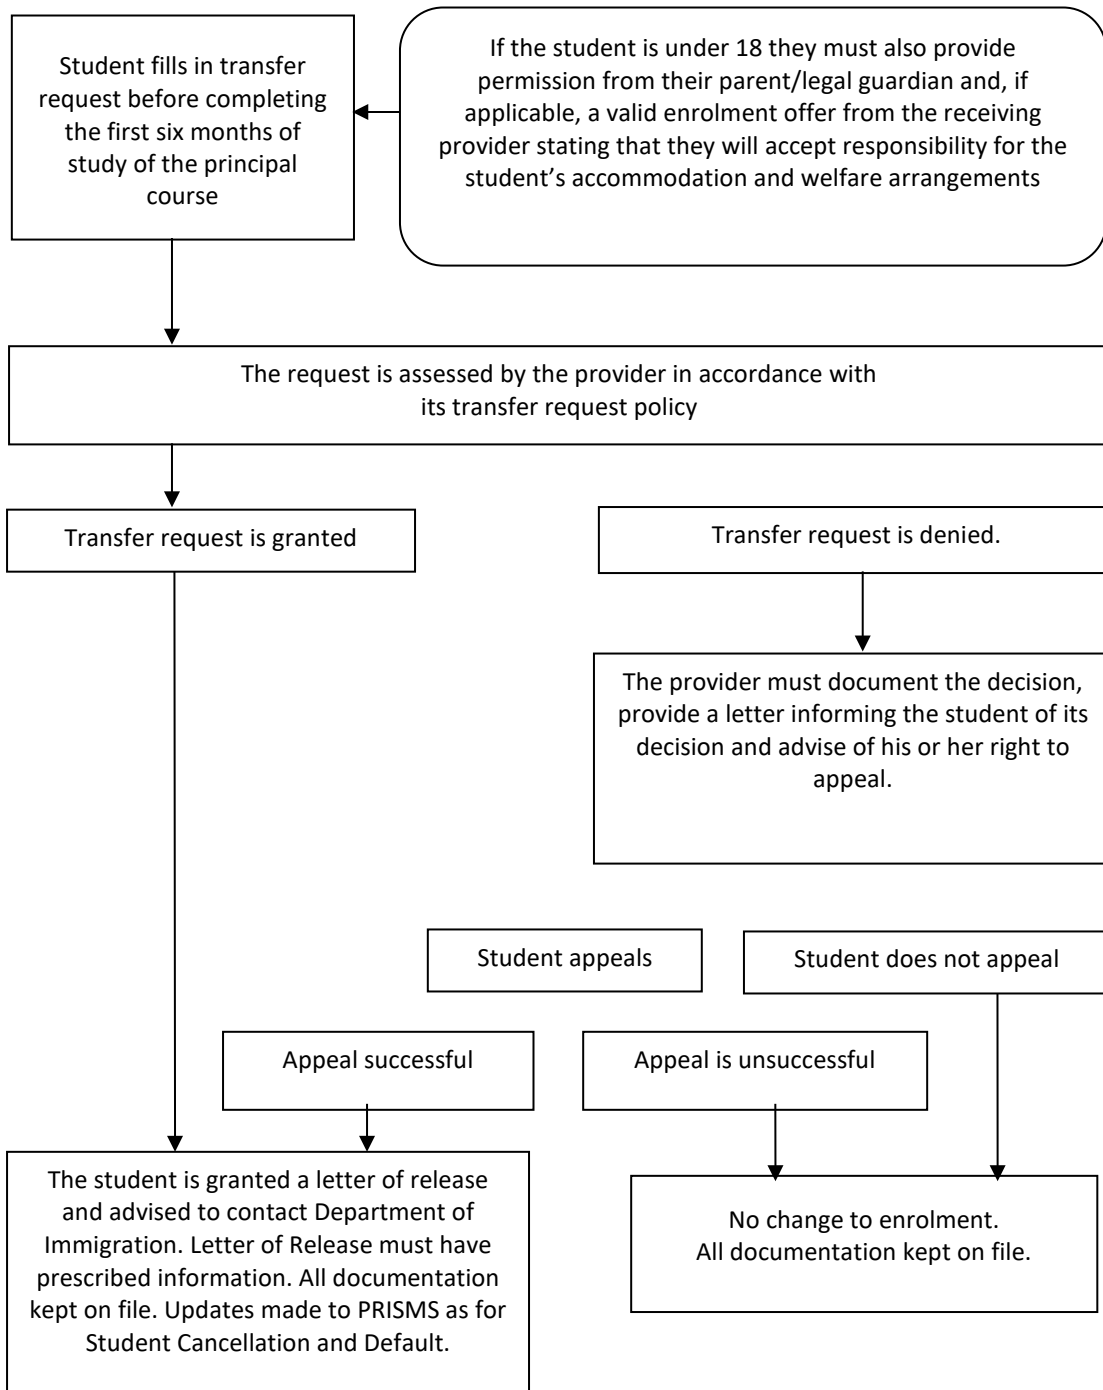 Student fills in transfer
request before completing
the first six months of
study of the principal
course
If the student is under 18 they must also provide
permission from their parent/legal guardian and, if
applicable, a valid enrolment offer from the receiving
provider stating that they will accept responsibility for the
student’s accommodation and welfare arrangements
The request is assessed by the provider in accordance with
its transfer request policy
Transfer request is granted
Transfer request is denied.
The provider must document the decision,
provide a letter informing the student of its
decision and advise of his or her right to
appeal.
Student appeals
Student does not appeal
Appeal successful
Appeal is unsuccessful
The student is granted a letter of release
and advised to contact Department of
Immigration. Letter of Release must have
prescribed information. All documentation
kept on file. Updates made to PRISMS as for
Student Cancellation and Default.
No change to enrolment.
All documentation kept on file.